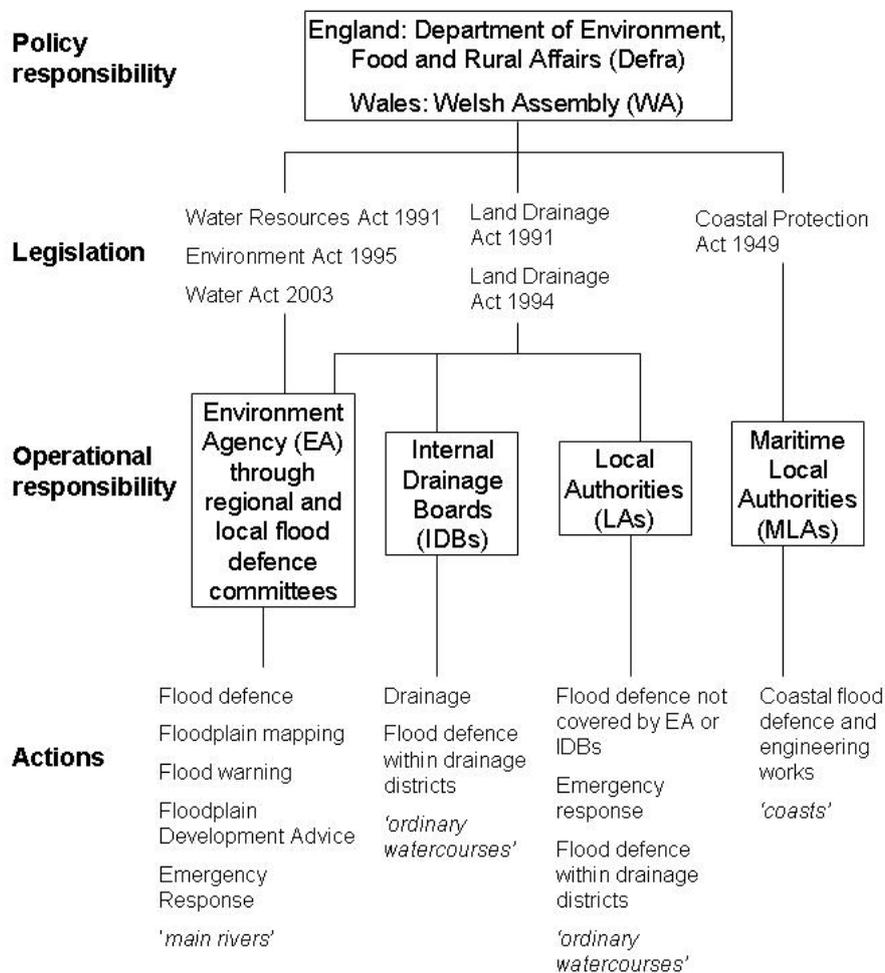 Policy
responsibility
England: Department of Environment,
Food and Rural Affairs (Defra)
Wales: Welsh Assembly (WA)
Legislation
Water Resources Act 1991
Environment Act 1995
Water Act 2003
Land Drainage
Act 1991
Land Drainage
Act 1994
Coastal Protection
Act 1949
Operational
responsibility
Environment
Agency (EA)
through
regional and
local flood
defence
committees
Internal
Drainage
Boards
(IDBs)
Local
Authorities
(LAs)
Maritime
Local
Authorities
(MLAs)
Actions
Flood defence
Floodplain mapping
Flood warning
Floodplain
Development Advice
Emergency
Response
'main rivers'
Drainage
Flood defence
within drainage
districts
'ordinary
watercourses'
Flood defence not
covered by EA or
IDBs
Emergency
response
Flood defence
within drainage
districts
'ordinary
watercourses'
Coastal flood
defence and
engineering
works
'coasts'